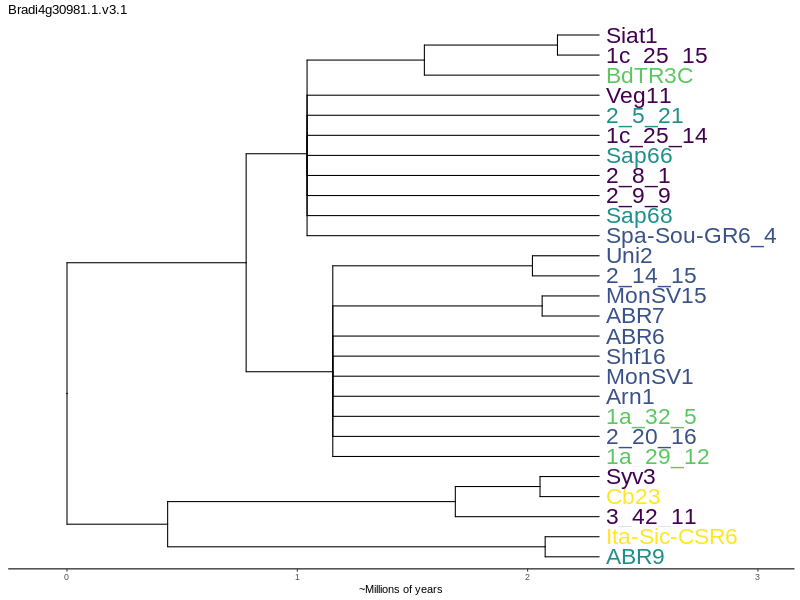 Bradi4g30981.1.v3.1
Siat1
1c_25_15
BdTR3C
Veg11
2_5_21
1c_25_14
Sap66
2_8_1
2_9_9
Sap68
Spa-Sou-GR6_4
Uni2
2_14_15
MonSV15
ABR7
ABR6
Shf16
MonSV1
Arn1
1a_32_5
2_20_16
1a_29_12
Syv3
Cb23
3_42_11
Ita-Sic-CSR6
ABR9
0 1 2 3
~Millions of years